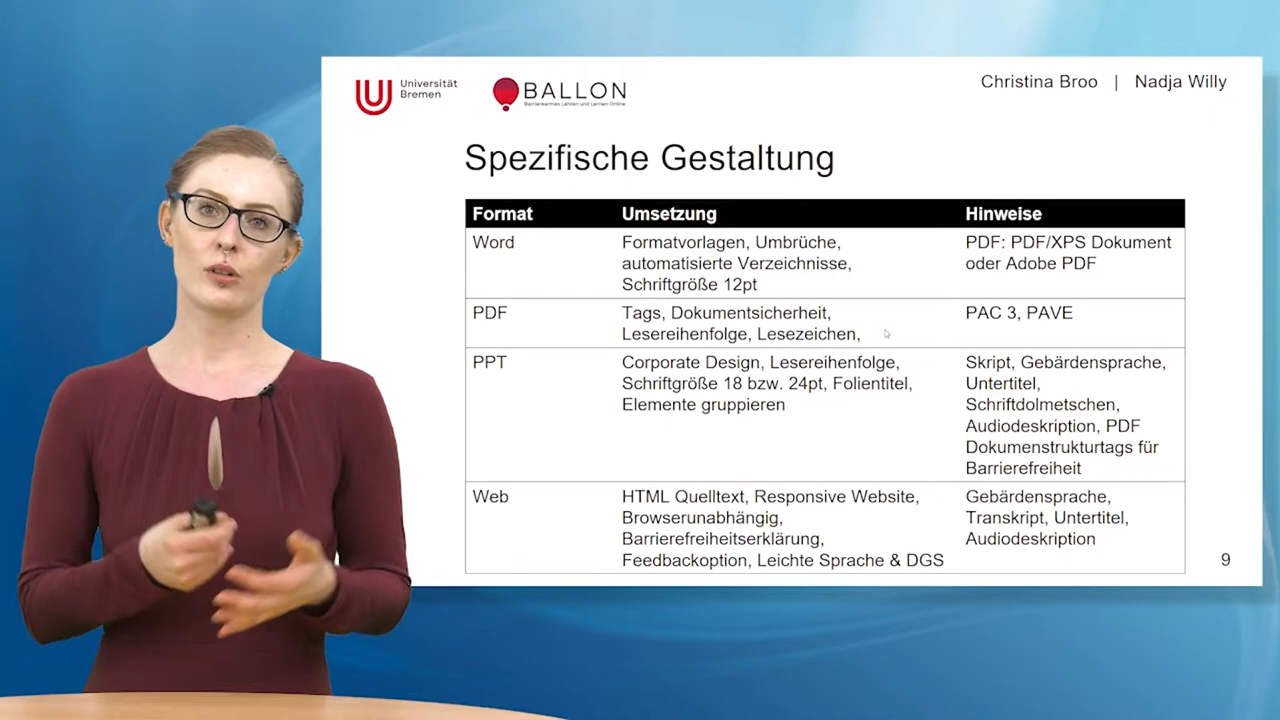 Universität
Bremen
BALLON
Barrierearmes Lehren und Lernen Online
Christina Broo | Nadja Willy
Spezifische Gestaltung
Format Umsetzung Hinweise
Word Formatvorlagen, Umbrüche, PDF: PDF/XPS Dokument
automatisierte Verzeichnisse, oder Adobe PDF
Schriftgröße 12pt
PDF Tags, Dokumentsicherheit, PAC 3, PAVE
Lesereihenfolge, Lesezeichen,
PPT Corporate Design, Lesereihenfolge, Skript, Gebärdensprache,
Schriftgröße 18 bzw. 24pt, Folientitel, Untertitel,
Elemente gruppieren Schriftdolmetschen,
Audiodeskription, PDF
Dokumenstrukturtags für
Barrierefreiheit
Web HTML Quelltext, Responsive Website, Gebärdensprache,
Browserunabhängig, Transkript, Untertitel,
Barrierefreiheitserklärung, Audiodeskription
Feedbackoption, Leichte Sprache & DGS
9